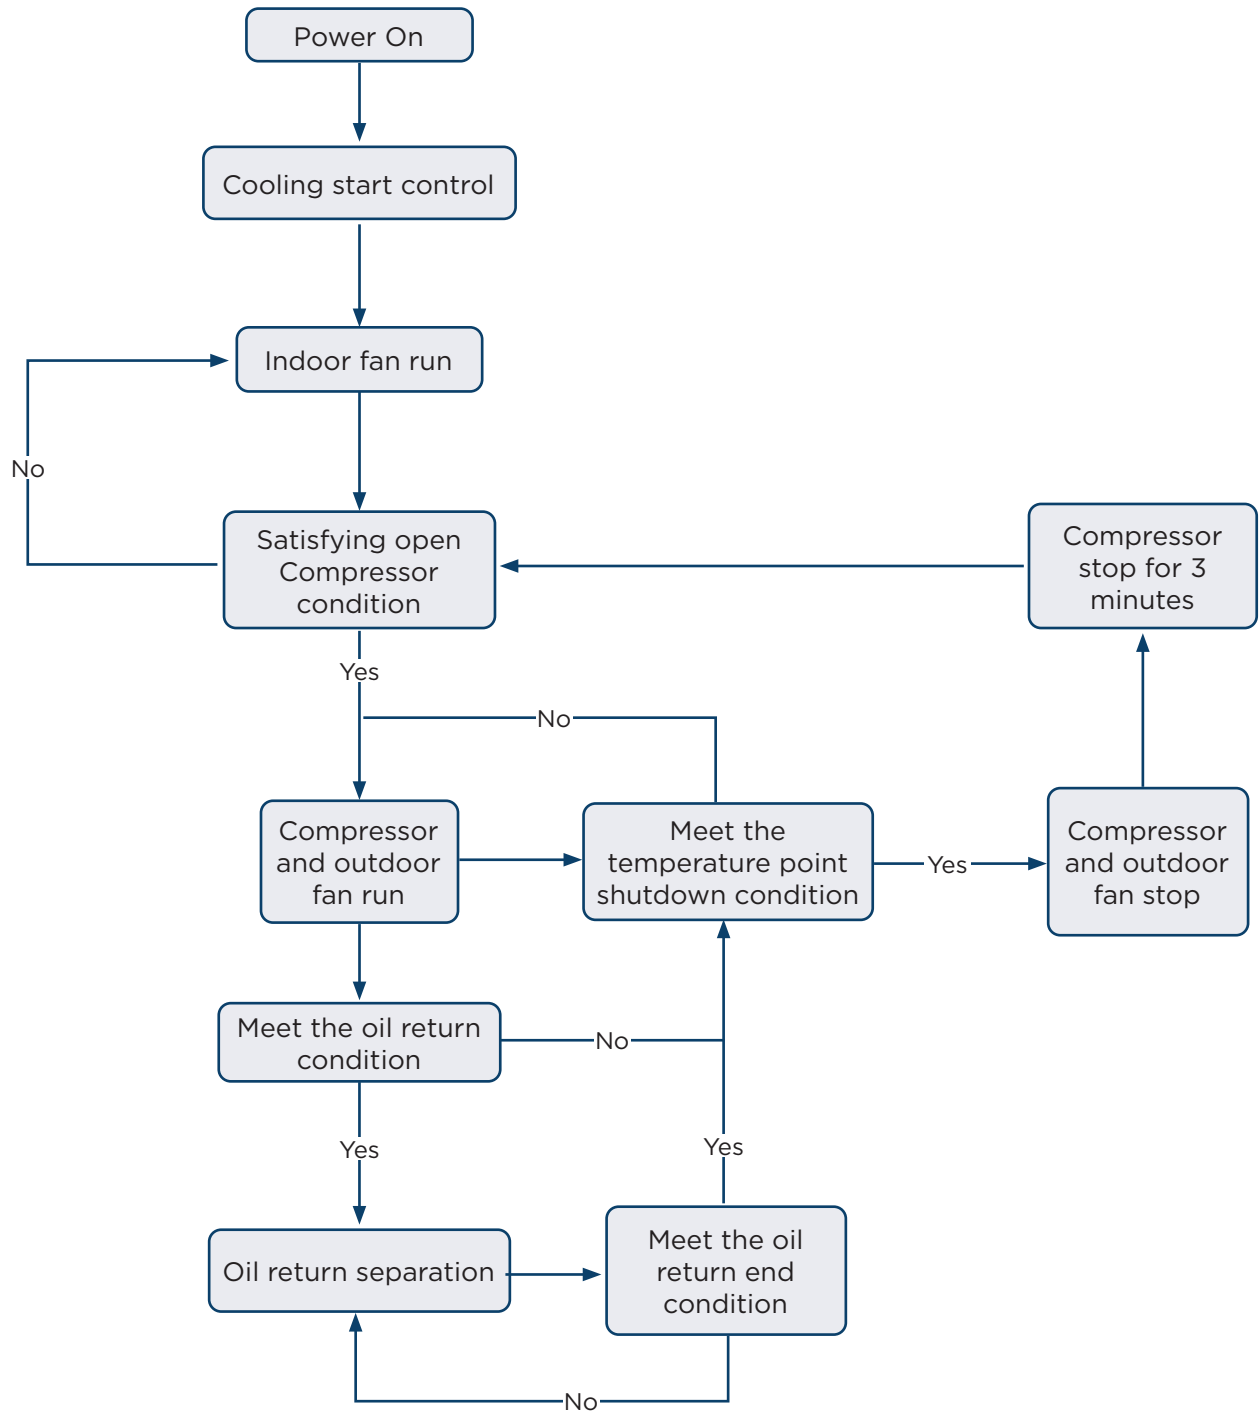 Power On
Cooling start control
Indoor fan run
No
Satisfying open
Compressor
condition
Compressor
stop for 3
minutes
Yes
No
Compressor
and outdoor
fan run
Meet the
temperature point
shutdown condition
Yes
Compressor
and outdoor
fan stop
Meet the oil return
condition
No
Yes
Yes
Oil return separation
Meet the oil
return end
condition
No